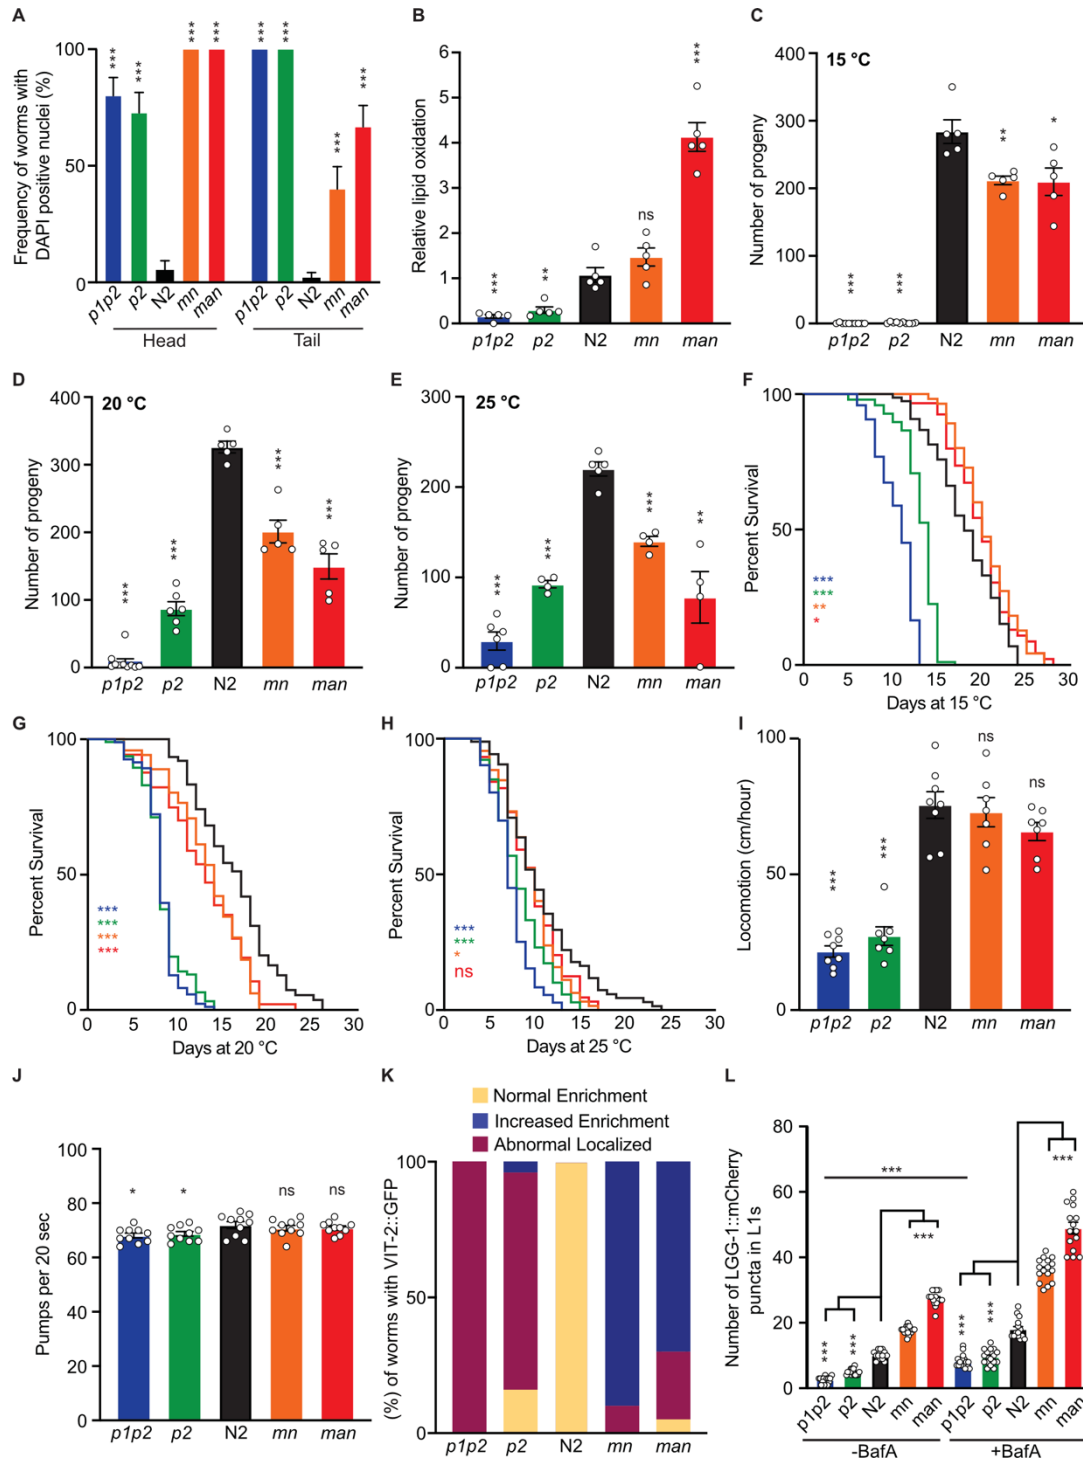 A
Frequency of worms with
DAPI positive nuclei (%)
100
50
0
*** *** *** *** *** *** *** ***
p1p2 p2 N2 mn man p1p2 p2 N2 mn man
Head Tail
B
Relative lipid oxidation
6
5
4
3
2
1
0
*** ** ns ***
p1p2 p2 N2 mn man
C
15 °C
Number of progeny
400
300
200
100
0
*** *** ** *
p1p2 p2 N2 mn man
D
20 °C
Number of progeny
400
300
200
100
0
*** *** *** ***
p1p2 p2 N2 mn man
E
25 °C
Number of progeny
300
200
100
0
*** *** *** **
p1p2 p2 N2 mn man
F
Percent Survival
100
50
0
***
***
**
*
0 5 10 15 20 25 30
Days at 15 °C
G
Percent Survival
100
50
0
***
***
***
***
0 5 10 15 20 25 30
Days at 20 °C
H
Percent Survival
100
50
0
***
***
*
ns
0 5 10 15 20 25 30
Days at 25 °C
I
Locomotion (cm/hour)
100
50
0
*** *** ns ns
p1p2 p2 N2 mn man
J
Pumps per 20 sec
100
80
60
40
20
0
* * ns ns
p1p2 p2 N2 mn man
K
Normal Enrichment
Increased Enrichment
Abnormal Localized
(%) of worms with VIT-2::GFP
100
50
0
p1p2 p2 N2 mn man
L
Number of LGG-1::mCherry
puncta in L1s
80
60
40
20
0
***
*** ***
*** *** *** ***
p1p2 p2 N2 mn man p1p2 p2 N2 mn man
-BafA +BafA